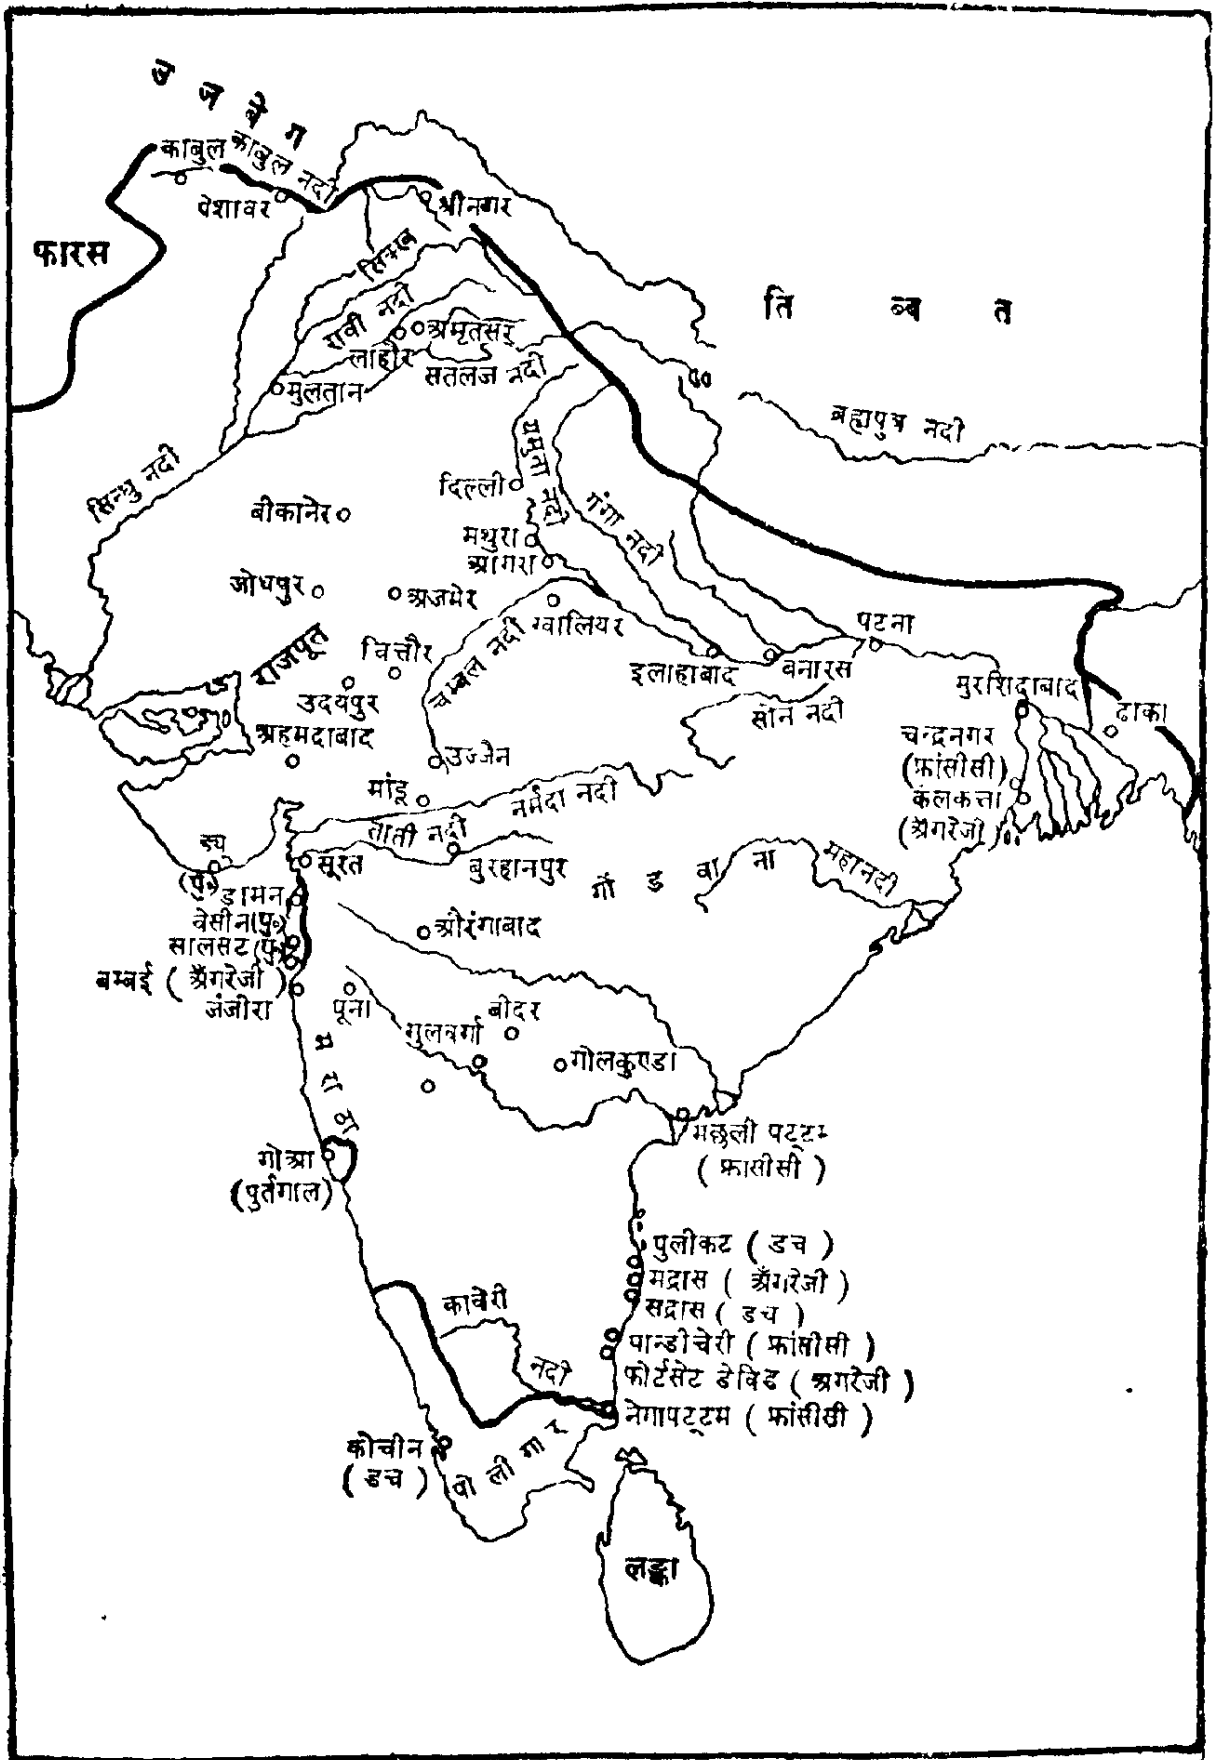 उजबेग
काबुल
काबुल नदी
पेशावर
श्रीनगर
फारस
सिक्ख
तिब्बत
रावी नदी
अमृतसर
लाहौर
सतलज नदी
मुलतान
ब्रह्मपुत्र नदी
सिन्धु नदी
यमुना नदी
दिल्ली
बीकानेर
गंगा नदी
मथुरा
आगरा
जोधपुर
अजमेर
ग्वालियर
पटना
राजपूत
चित्तौर
चम्बल नदी
इलाहाबाद
बनारस
मुरशिदाबाद
उदयपुर
सोन नदी
ढाका
अहमदाबाद
उज्जेन
चन्द्रनगर
(फ्रांसीसी)
मांडू
नर्मदा नदी
कलकत्ता
(अँगरेजी)
ताती नदी
ड्यू
(पु॰)
सूरत
बुरहानपुर
गोंडवाना
महानदी
डामन
वेसीन (पु॰)
औरंगाबाद
सालसट (पु॰)
बम्बई (अँगरेजी)
जंजीरा
पूना
बीदर
गुलवर्गा
गोलकुण्डा
मराठा
मछली पट्टम
(फ्रासीसी)
गोआ
(पुर्तगाल)
पुलीकट (डच)
मद्रास (अँगरेजी)
सद्रास (डच)
कावेरी
नदी
पान्डीचेरी (फ्रांसीसी)
फोर्टसेट डेविड (अगरेजी)
नेगापट्टम (फ्रांसीसी)
कोचीन
(डच)
पोलीगार
लङ्का